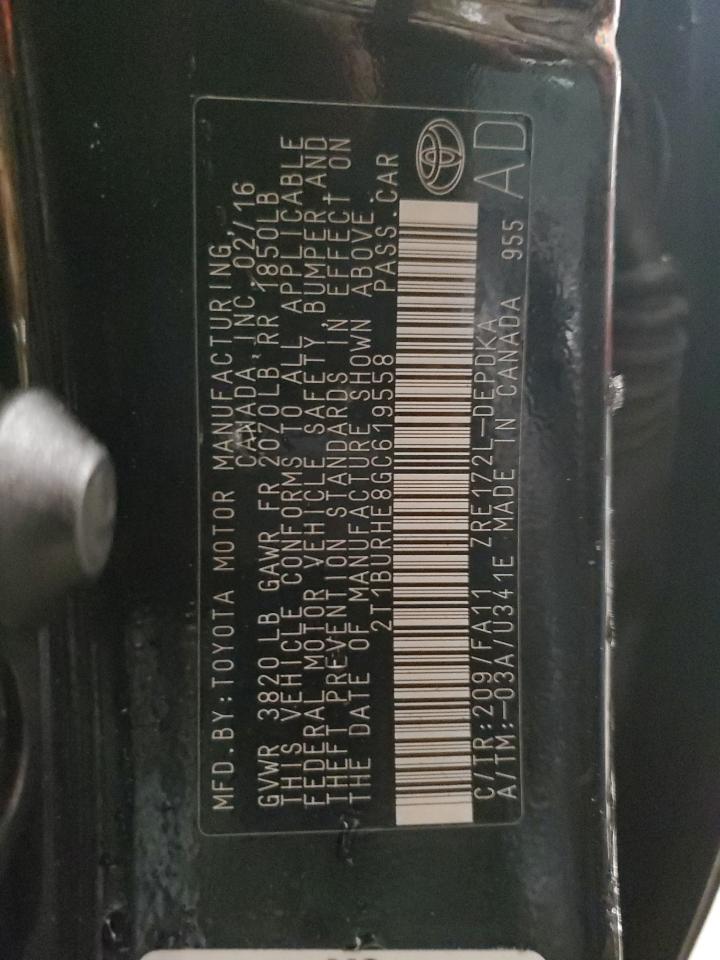 MFD.BY:TOYOTA MOTOR MANUFACTURING,
CANADA,INC.02/16
GVWR 3820LB GAWR FR 2070LB,RR 1850LB
THIS VEHICLE CONFORMS TO ALL APPLICABLE
FEDERAL MOTOR VEHICLE SAFETY, BUMPER,AND
THEFT PREVENTION STANDARDS IN EFFECT ON
THE DATE OF MANUFACTURE SHOWN ABOVE.
2T1BURHE8GC619558 PASS.CAR
C/TR:209/FA11 ZRE172L-DEPDKA
A/TM:-03A/U341E MADE IN CANADA 955
AD